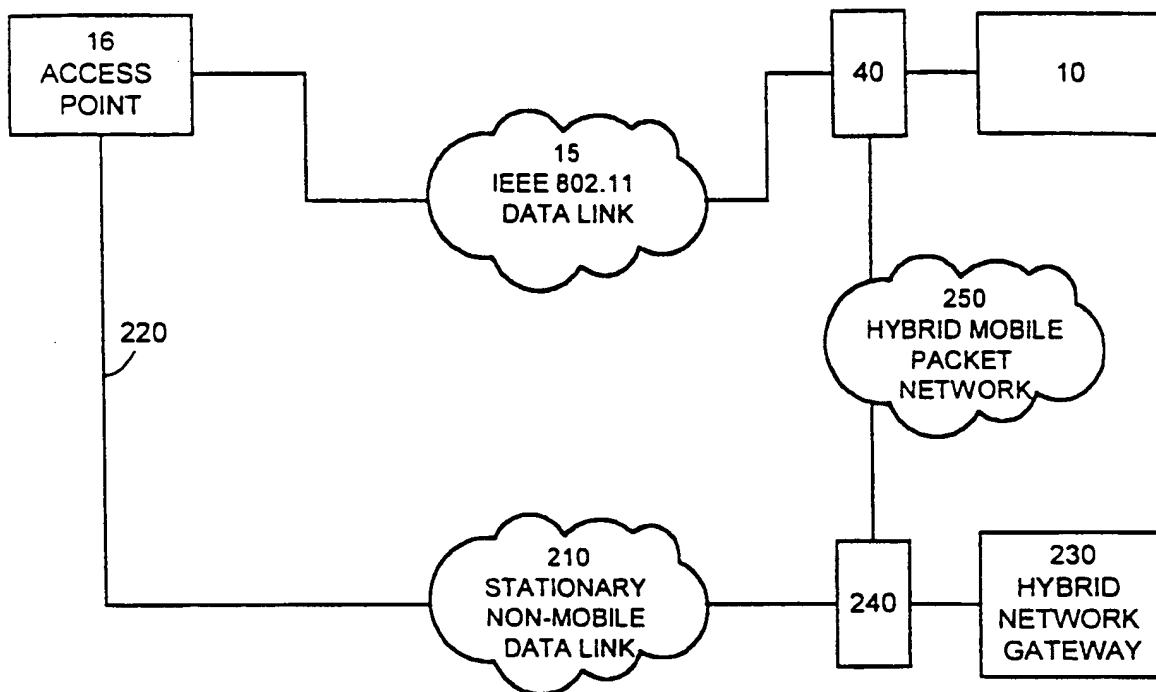 16
ACCESS
POINT
40
10
15
IEEE 802.11
DATA LINK
250
HYBRID MOBILE
PACKET
NETWORK
220
210
STATIONARY
NON-MOBILE
DATA LINK
240
230
HYBRID
NETWORK
GATEWAY